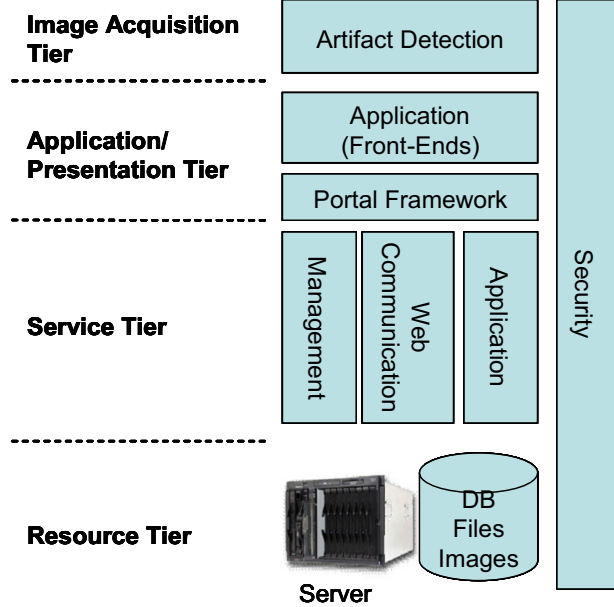 Image Acquisition
Tier
Artifact Detection
Application/
Presentation Tier
Application
(Front-Ends)
Portal Framework
Service Tier
Management
Web
Communication
Application
Security
Resource Tier
Server
DB
Files
Images